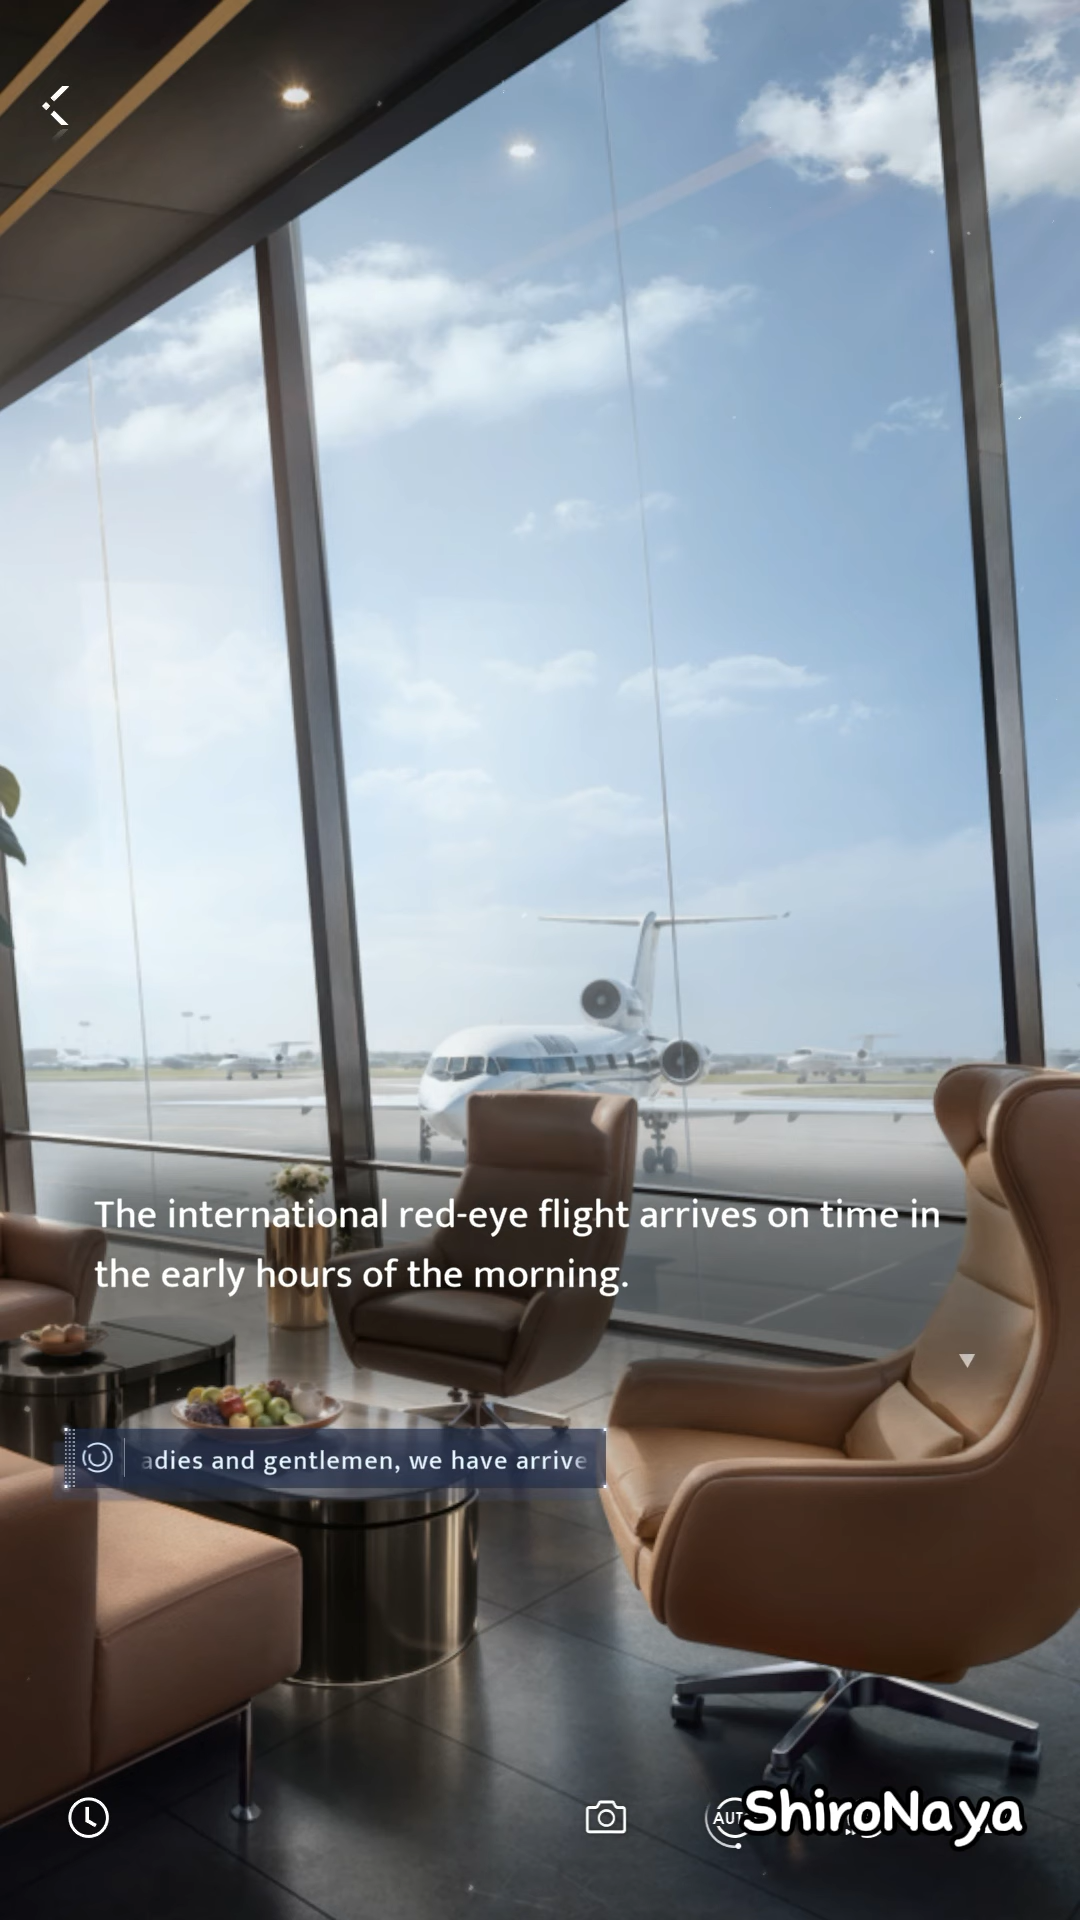 The international red-eye flight arrives on time in
the early hours of the morning.
adies and gentlemen, we have arrive
AUT
ShiroNaya